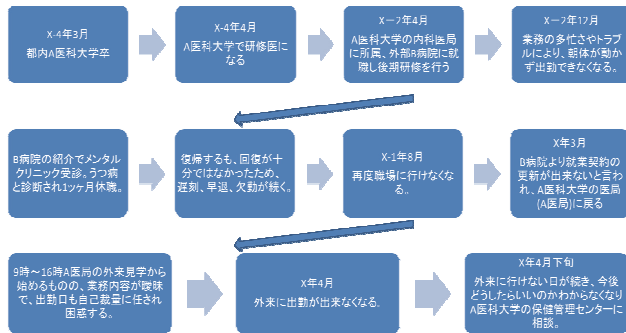 X-4年3月
都内A医科大学卒
X-4年4月
A医科大学で研修医に
なる
X－2年4月
A医科大学の内科医局
に所属、外部B病院に就
職し後期研修を行う
X－2年12月
業務の多忙さやトラブ
ルにより、朝体が動か
ず出勤できなくなる。
B病院の紹介でメンタル
クリニック受診。うつ病
と診断され1ッヶ月休職。
復帰するも、回復が十
分ではなかったため、
遅刻、早退、欠勤が続く。
X-1年8月
再度職場に行けなくな
る。
X年3月
B病院より就業契約の
更新が出来ないと言わ
れ、A医科大学の医局
(A医局)に戻る
9時～16時A医局の外来見学から
始めるものの、業務内容が曖昧
で、出勤日も自己裁量に任され
困惑する。
X年4月
外来に出勤が出来なくなる.
X年4月下旬
外来に行けない日が続き、今後
どうしたらいいのかわからなくなり
A医科大学の保健管理センターに
相談。